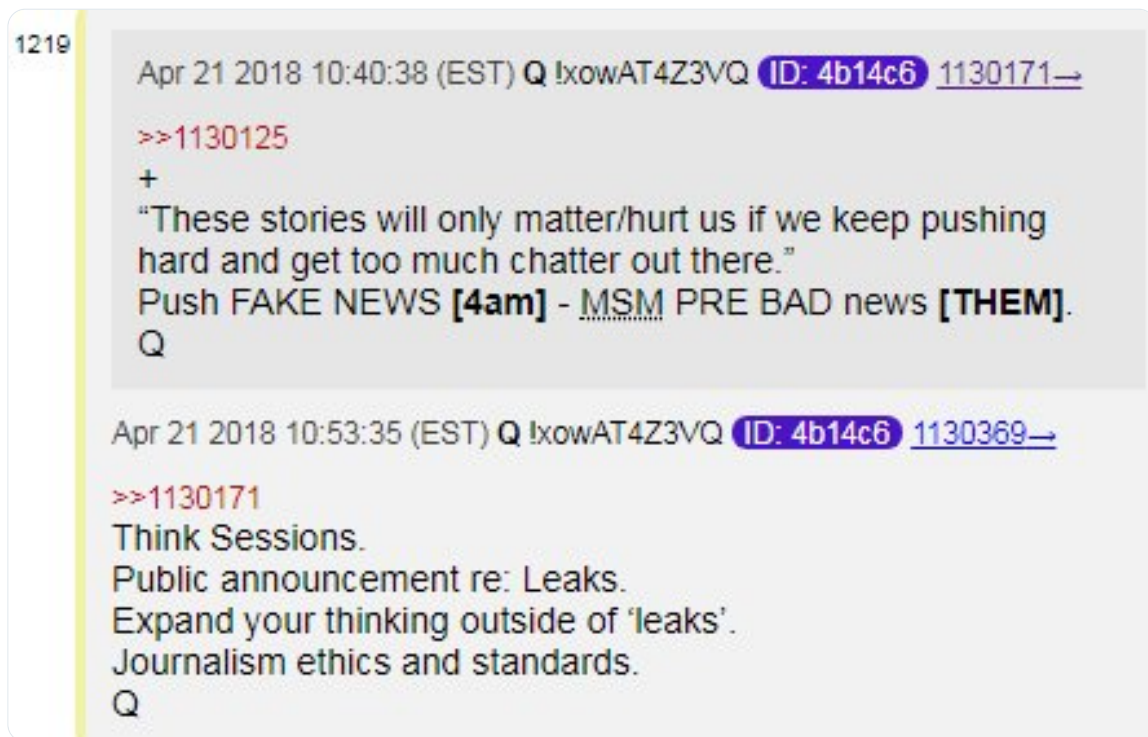 1219
Apr 21 2018 10:40:38 (EST) Q !xowAT4Z3VQ ID: 4b14c6 1130171→
>>1130125
+
“These stories will only matter/hurt us if we keep pushing
hard and get too much chatter out there.”
Push FAKE NEWS [4am] - MSM PRE BAD news [THEM].
Q
Apr 21 2018 10:53:35 (EST) Q !xowAT4Z3VQ ID: 4b14c6 1130369→
>>1130171
Think Sessions.
Public announcement re: Leaks.
Expand your thinking outside of ‘leaks’.
Journalism ethics and standards.
Q